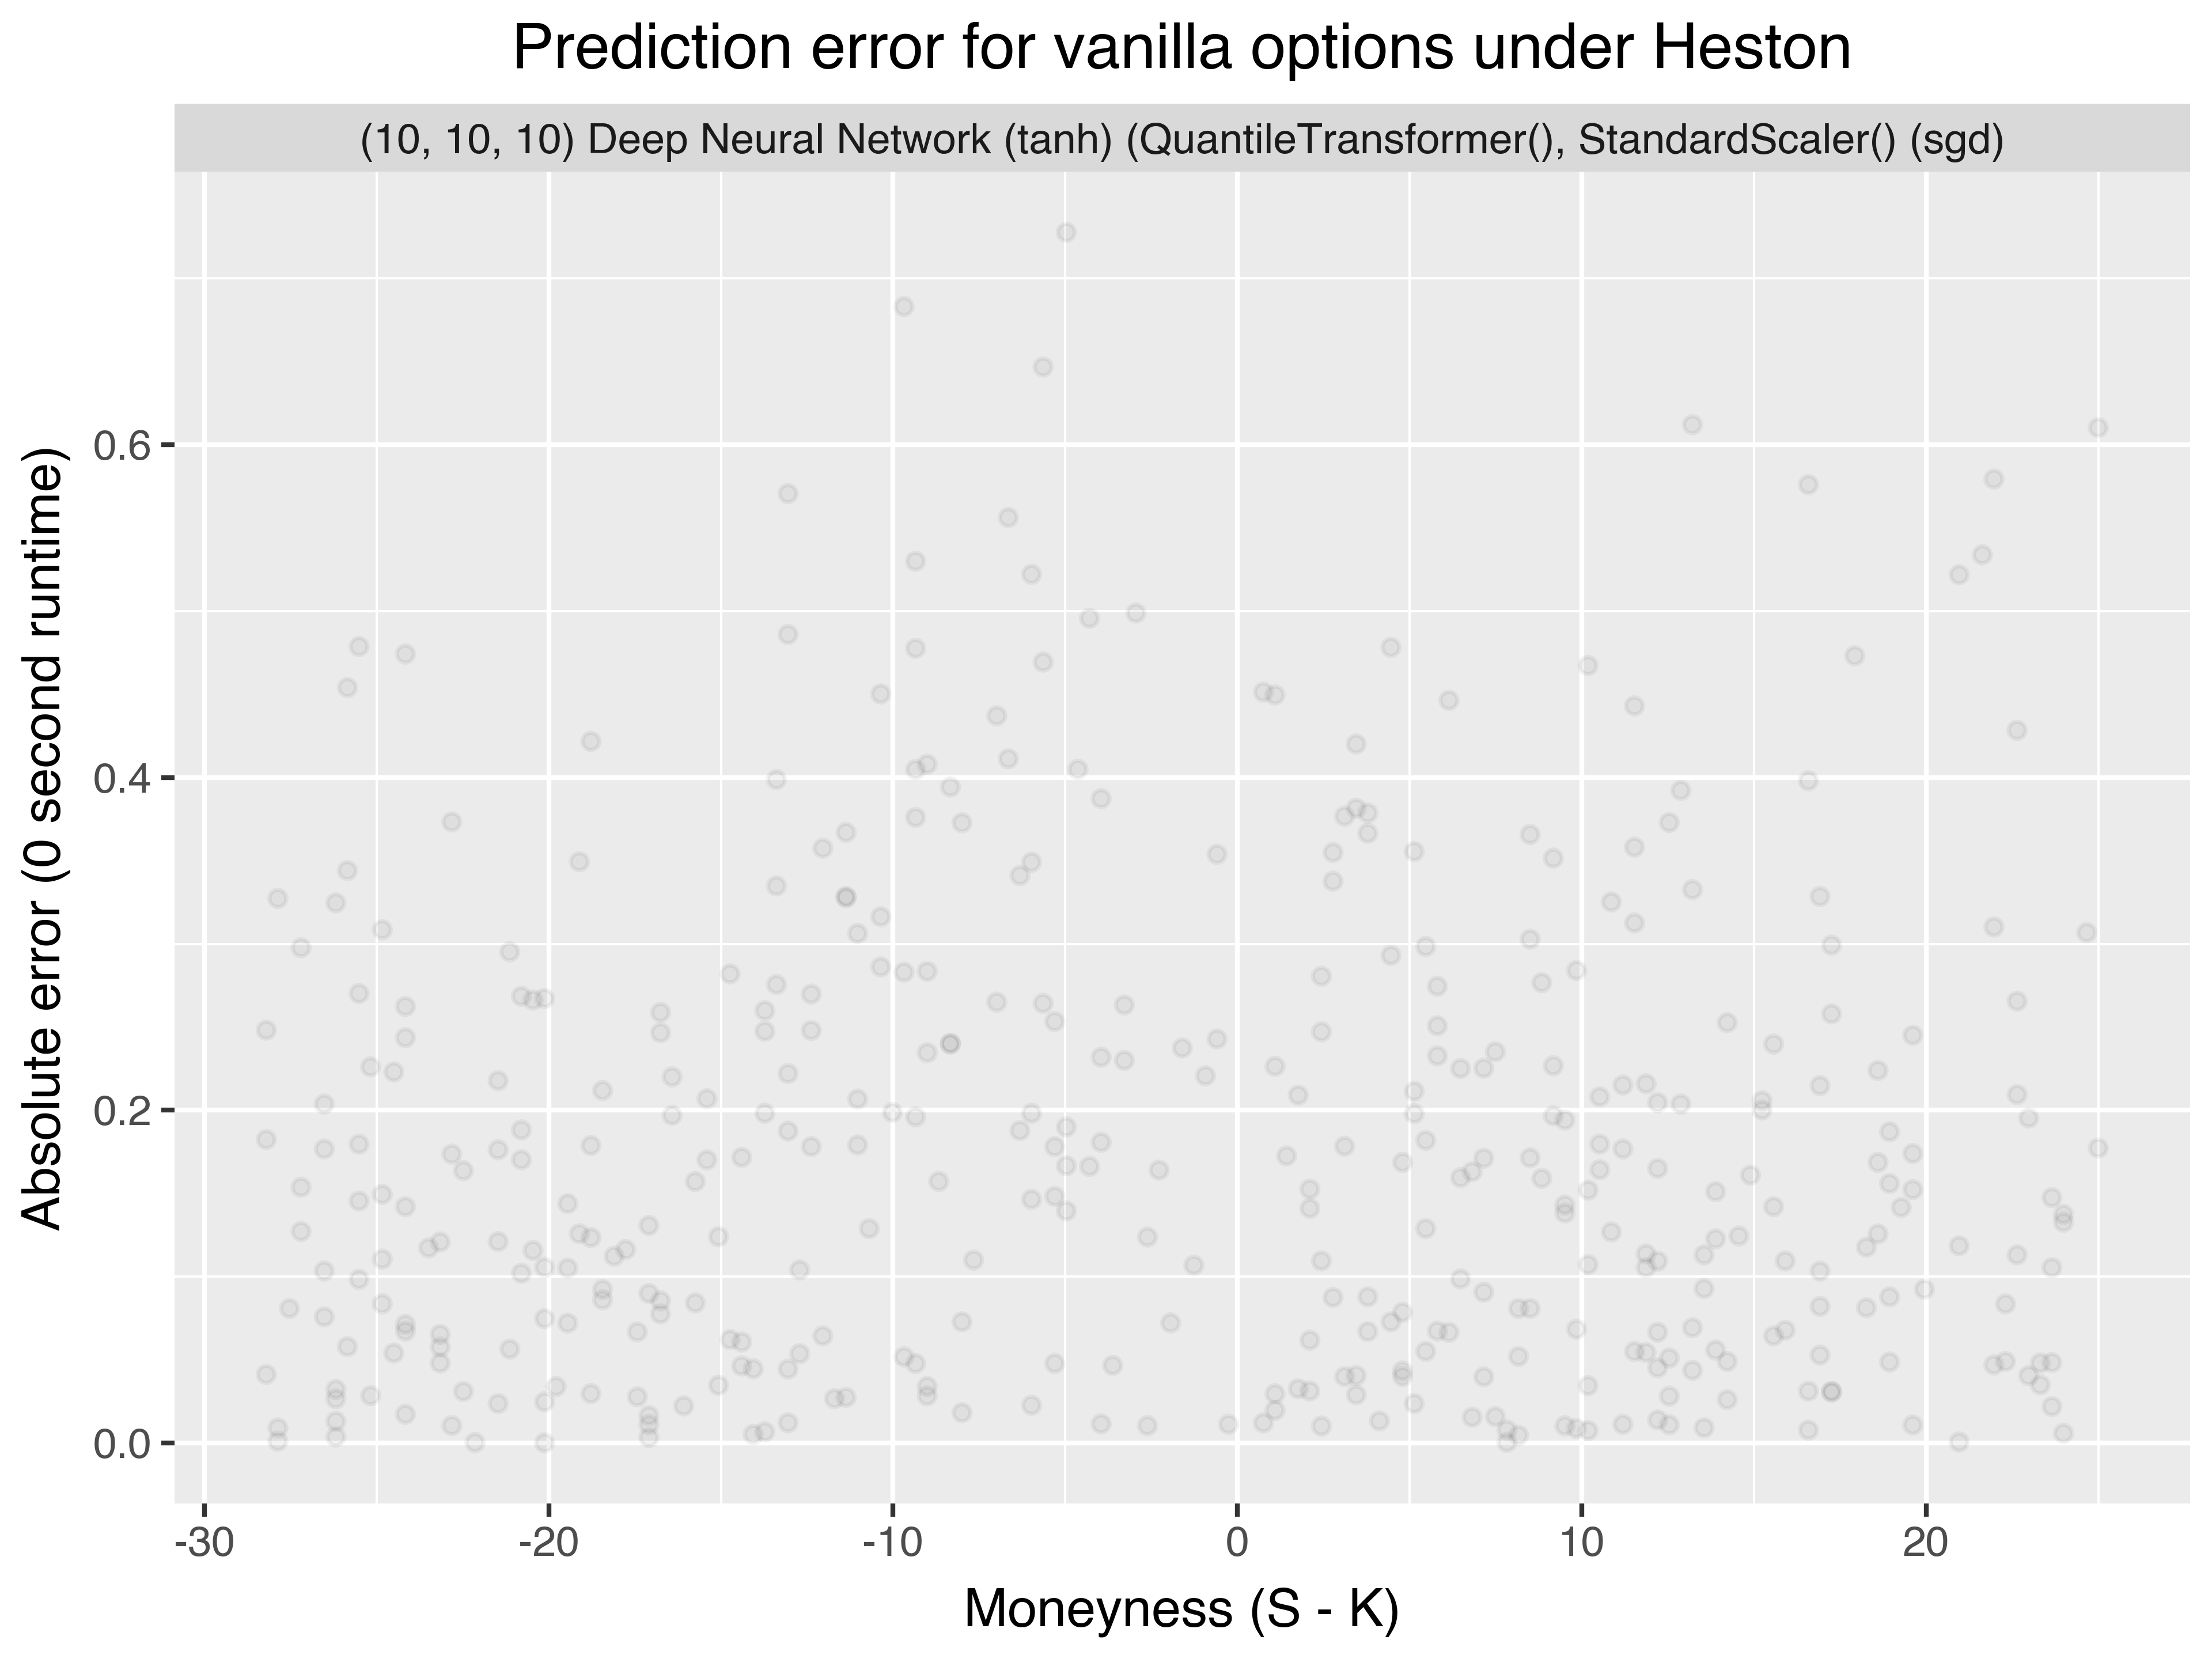 Prediction error for vanilla options under Heston
(10, 10, 10) Deep Neural Network (tanh) (QuantileTransformer(), StandardScaler() (sgd)
Absolute error (0 second runtime)
0.6
0.4
0.2
0.0
-30 -20 -10 0 10 20
Moneyness (S - K)